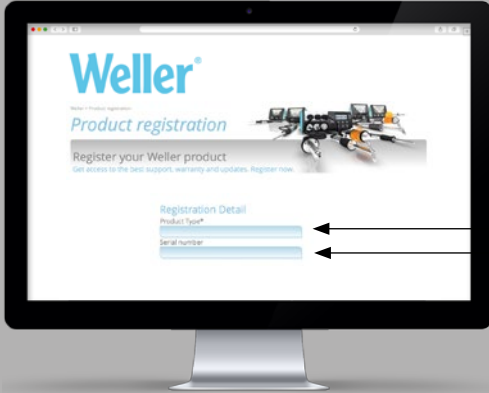 Weller®
Home > Product registration
Product registration
Register your Weller product
Get access to the best support, warranty and updates. Register now.
Registration Detail
Product Type*
Serial number